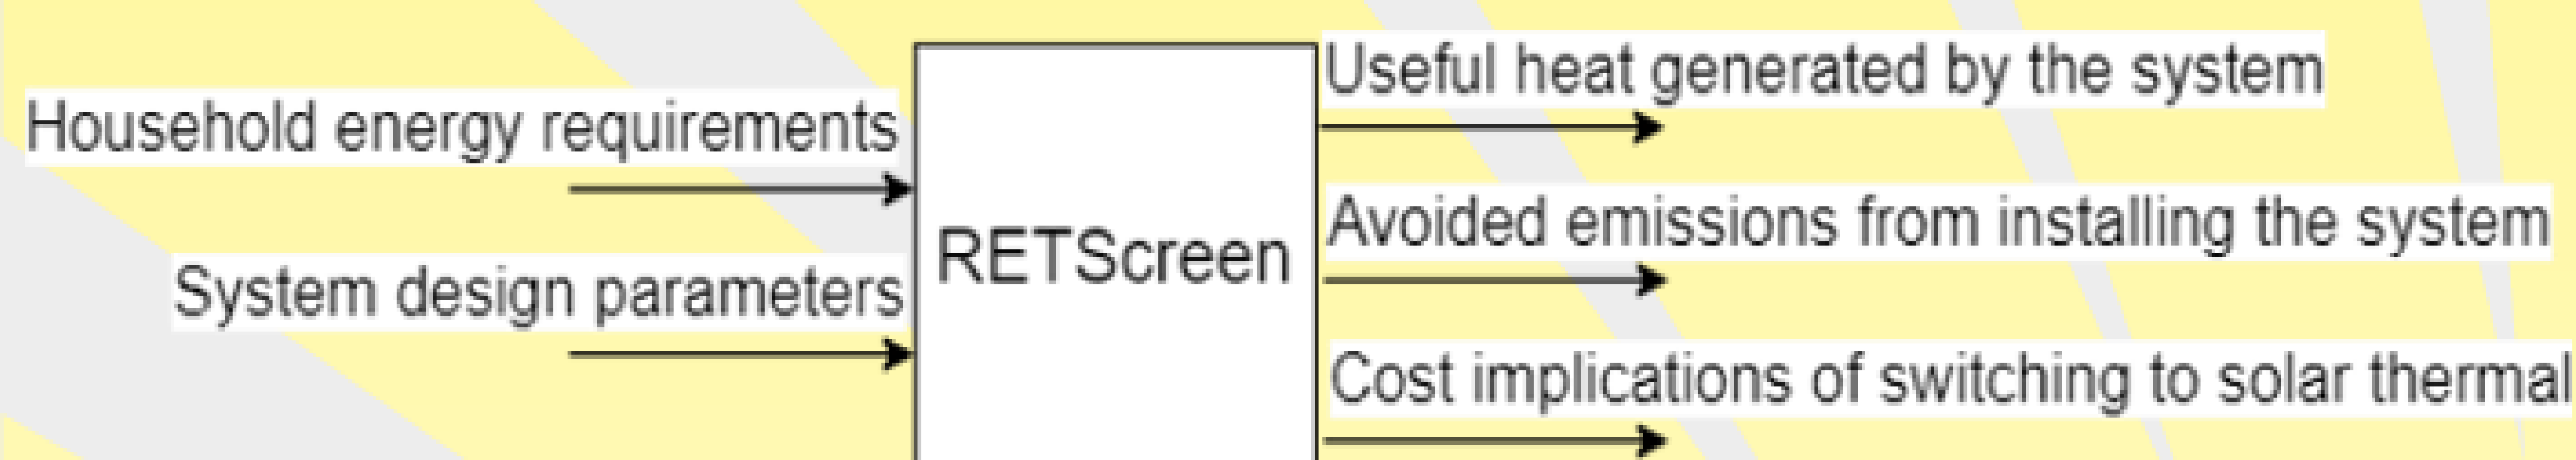 Household energy requirements
System design parameters
RETScreen
Useful heat generated by the system
Avoided emissions from installing the system
Cost implications of switching to solar thermal